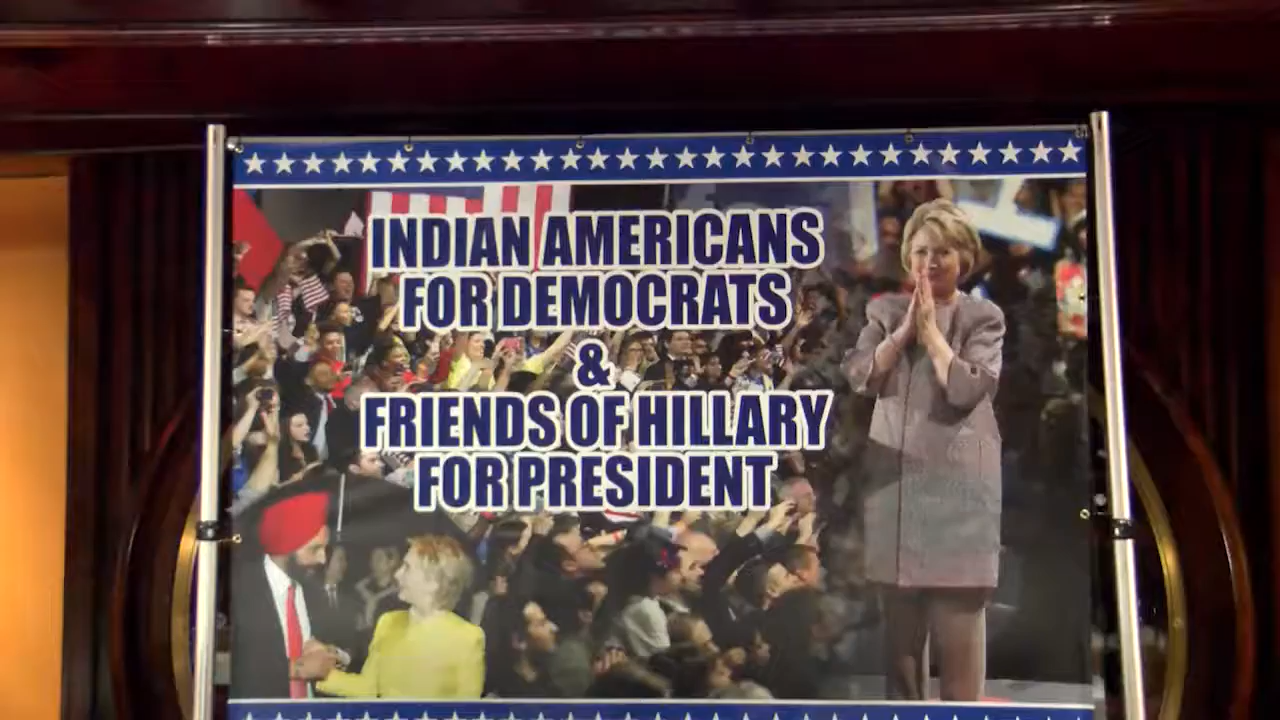 INDIAN AMERICANS
FOR DEMOCRATS
&
FRIENDS OF HILLARY
FOR PRESIDENT